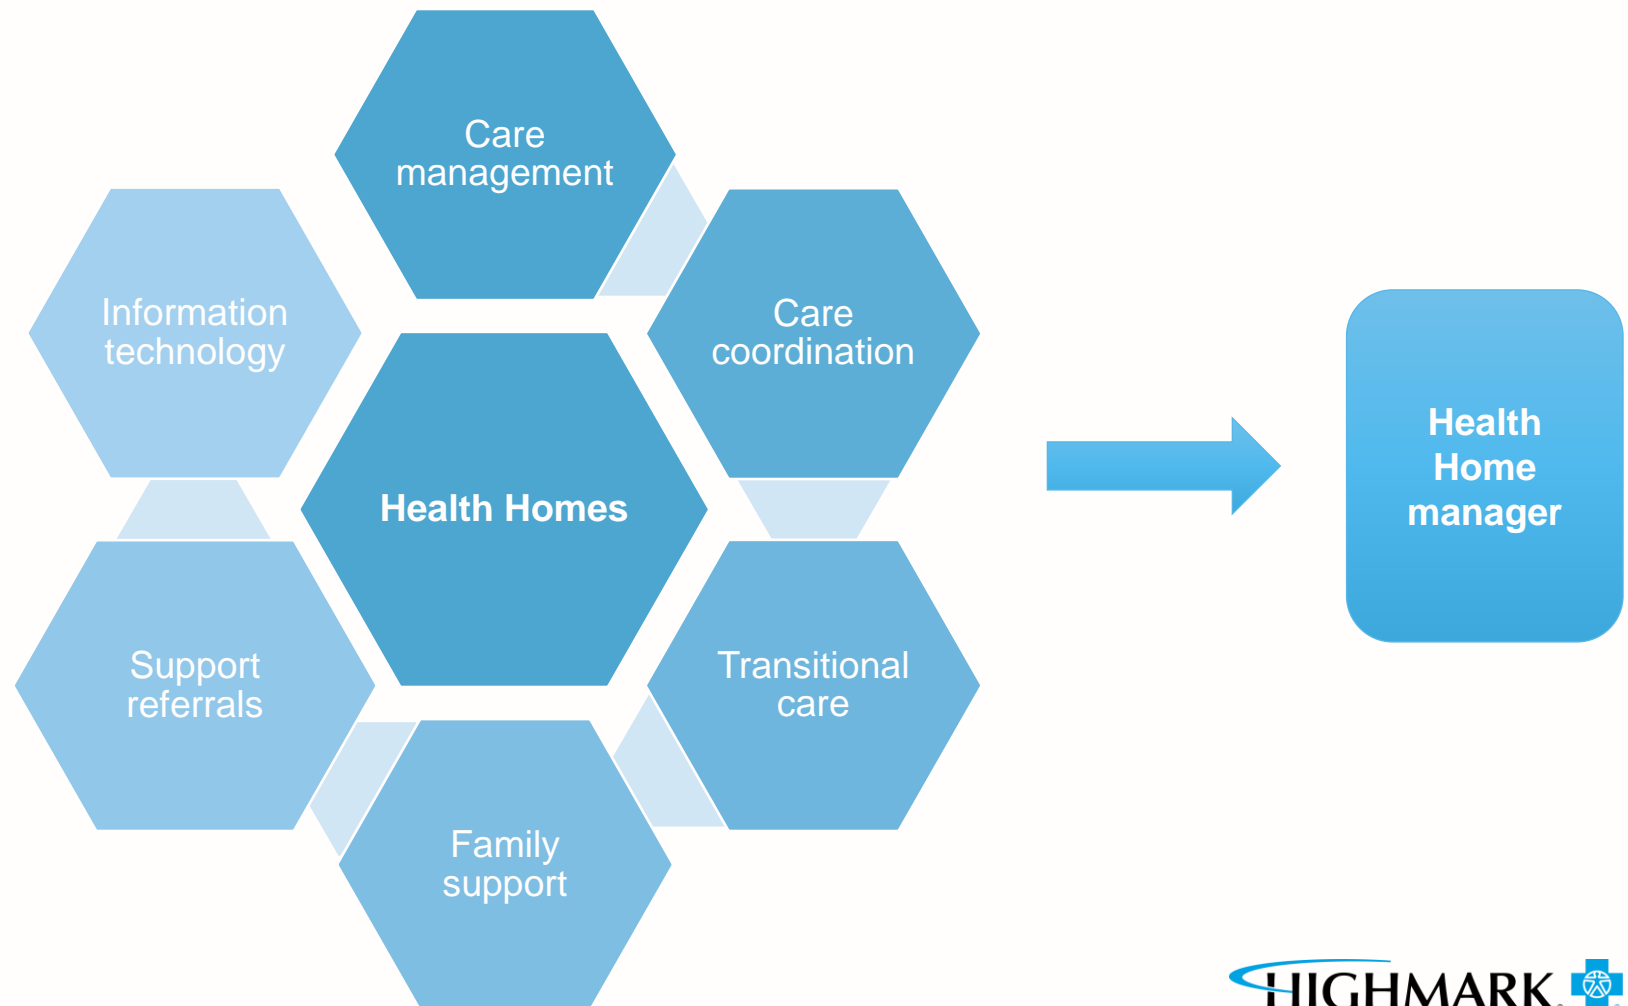 Care
management
Care
coordination
Transitional
care
Family
support
Support
referrals
Information
technology
Health Homes
Health
Home
manager
HIGHMARK